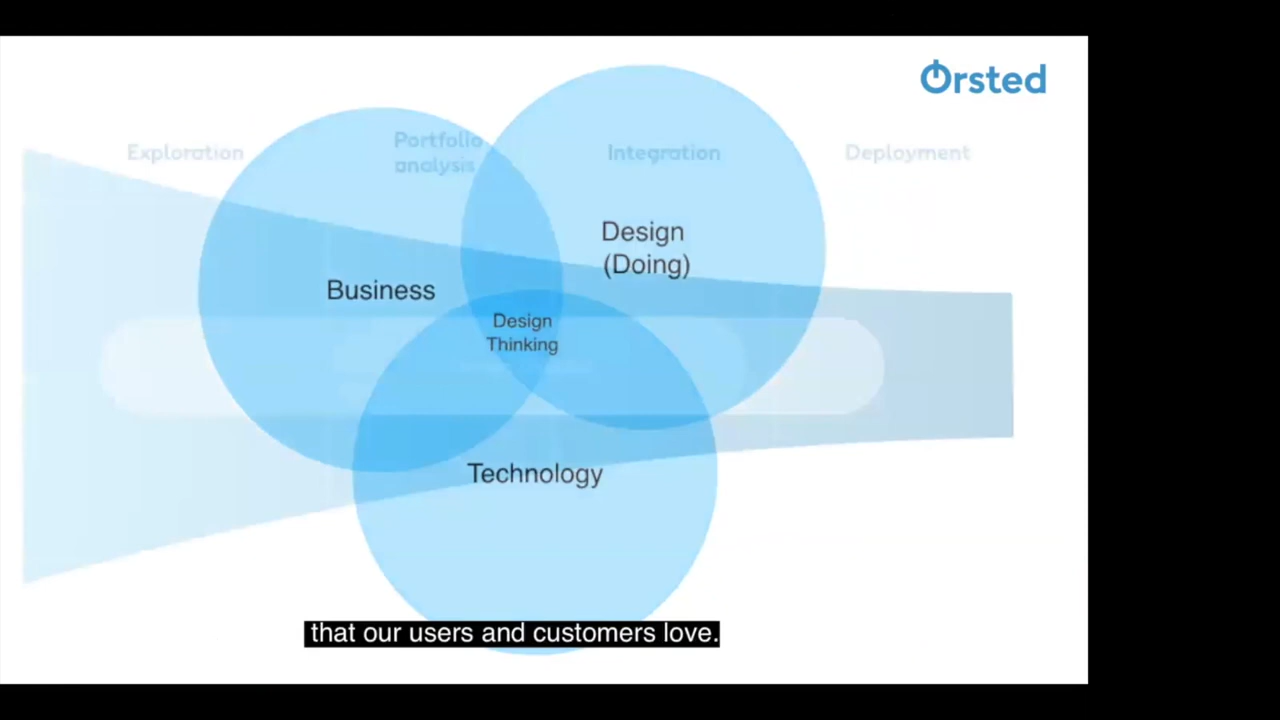 Ørsted
Exploration
Portfolio
analysis
Integration
Deployment
Design
(Doing)
Business
Design
Thinking
Technology
that our users and customers love.